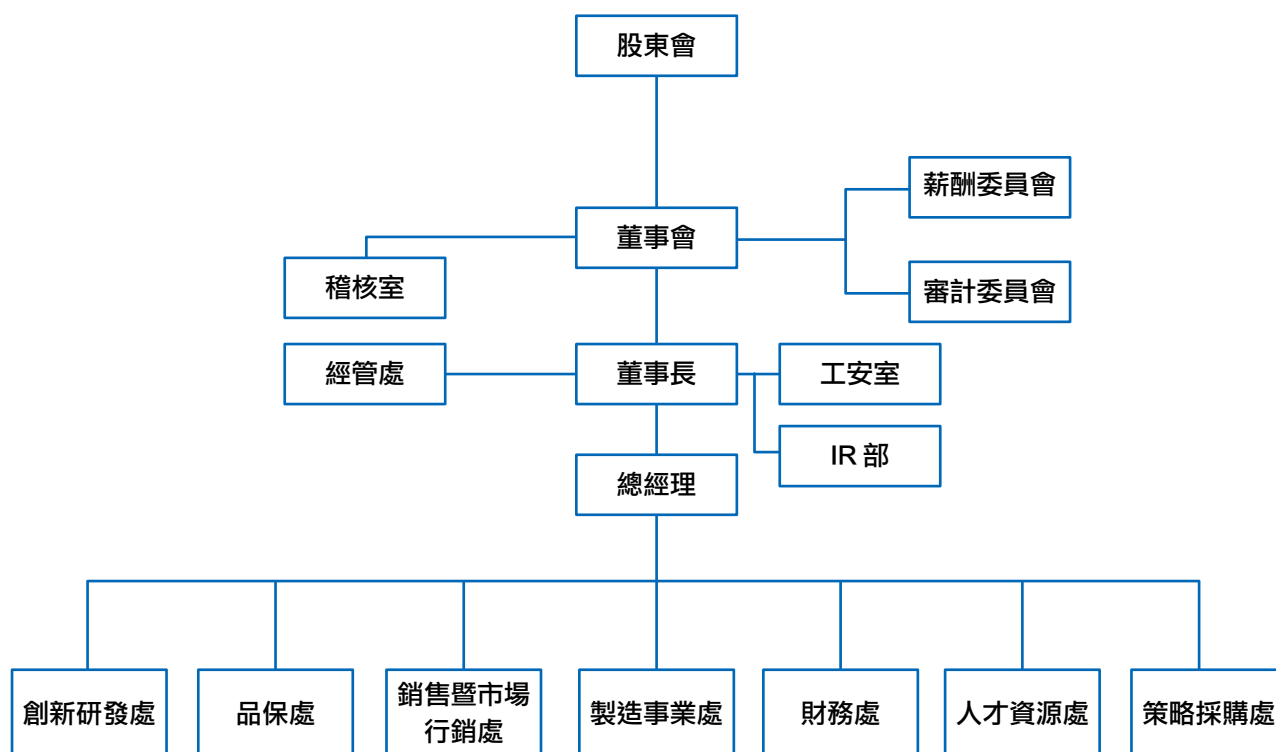 股東會
薪酬委員會
董事會
稽核室
審計委員會
經管處
董事長
工安室
IR 部
總經理
創新研發處
品保處
銷售暨市場
行銷處
製造事業處
財務處
人才資源處
策略採購處